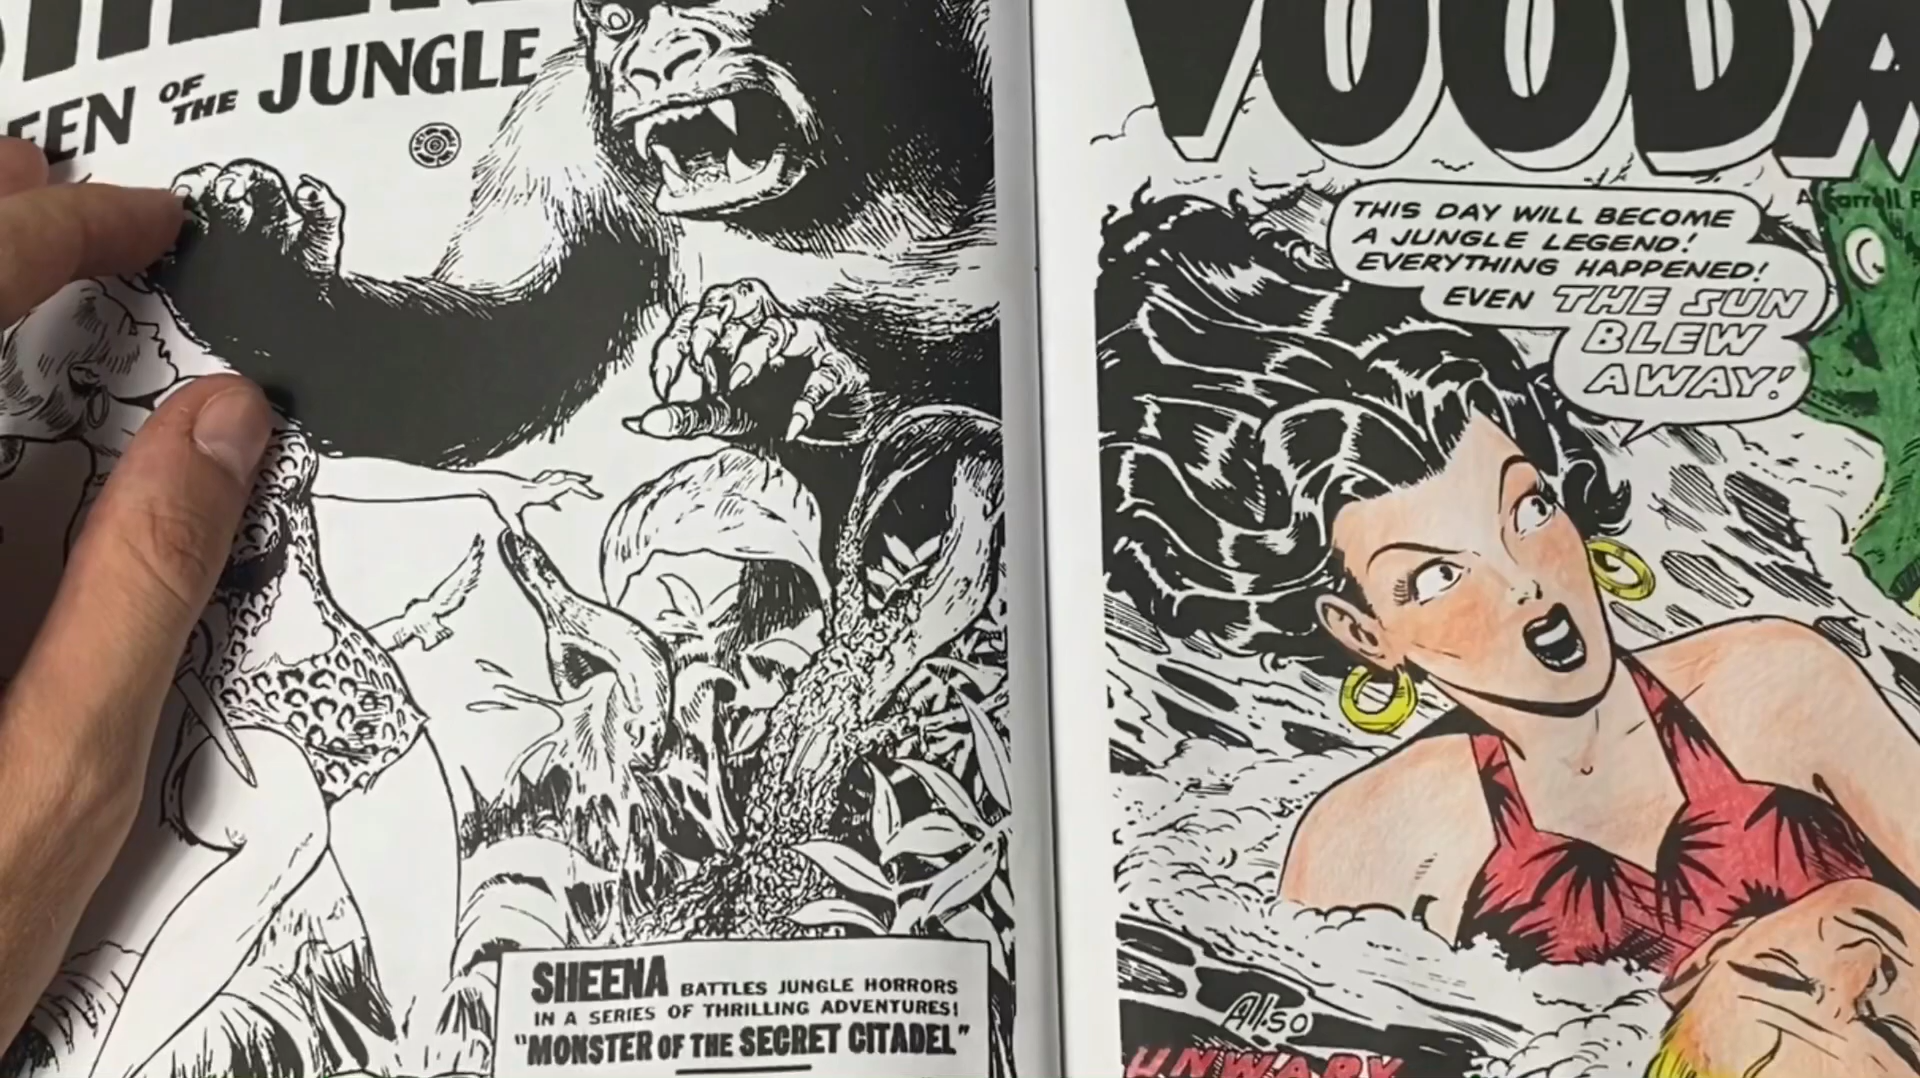 EEN OF THE JUNGLE
SHEENA BATTLES JUNGLE HORRORS
IN A SERIES OF THRILLING ADVENTURES!
"MONSTER OF THE SECRET CITADEL"
VOODA
A Farrell P
THIS DAY WILL BECOME
A JUNGLE LEGEND!
EVERYTHING HAPPENED!
EVEN THE SUN
BLEW
AWAY!
Also
UNWARY